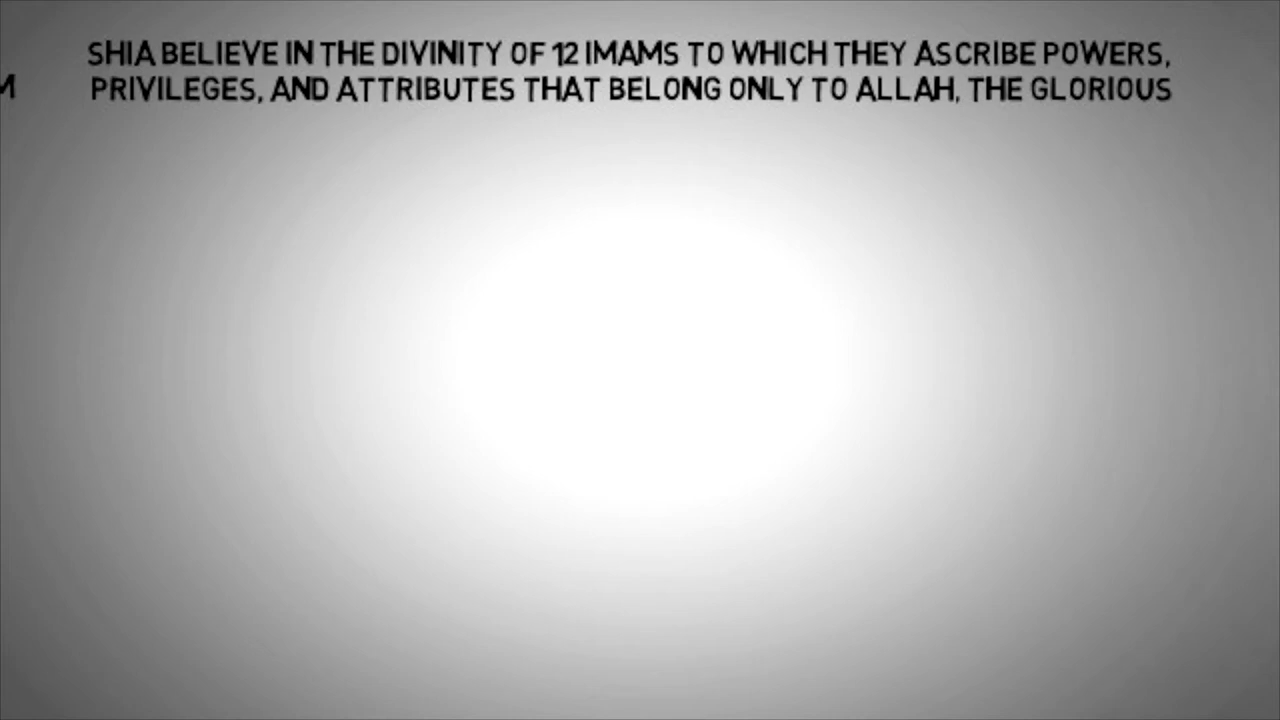 SHIA BELIEVE IN THE DIVINITY OF 12 IMAMS TO WHICH THEY ASCRIBE POWERS,
M PRIVILEGES, AND ATTRIBUTES THAT BELONG ONLY TO ALLAH, THE GLORIOUS